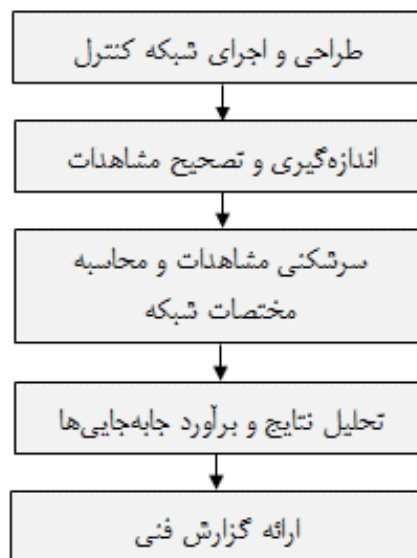 طراحی و اجرای شبکه کنترل
اندازه‌گیری و تصحیح مشاهدات
سرشکنی مشاهدات و محاسبه
مختصات شبکه
تحلیل نتایج و برآورد جابه‌جایی‌ها
ارائه گزارش فنی